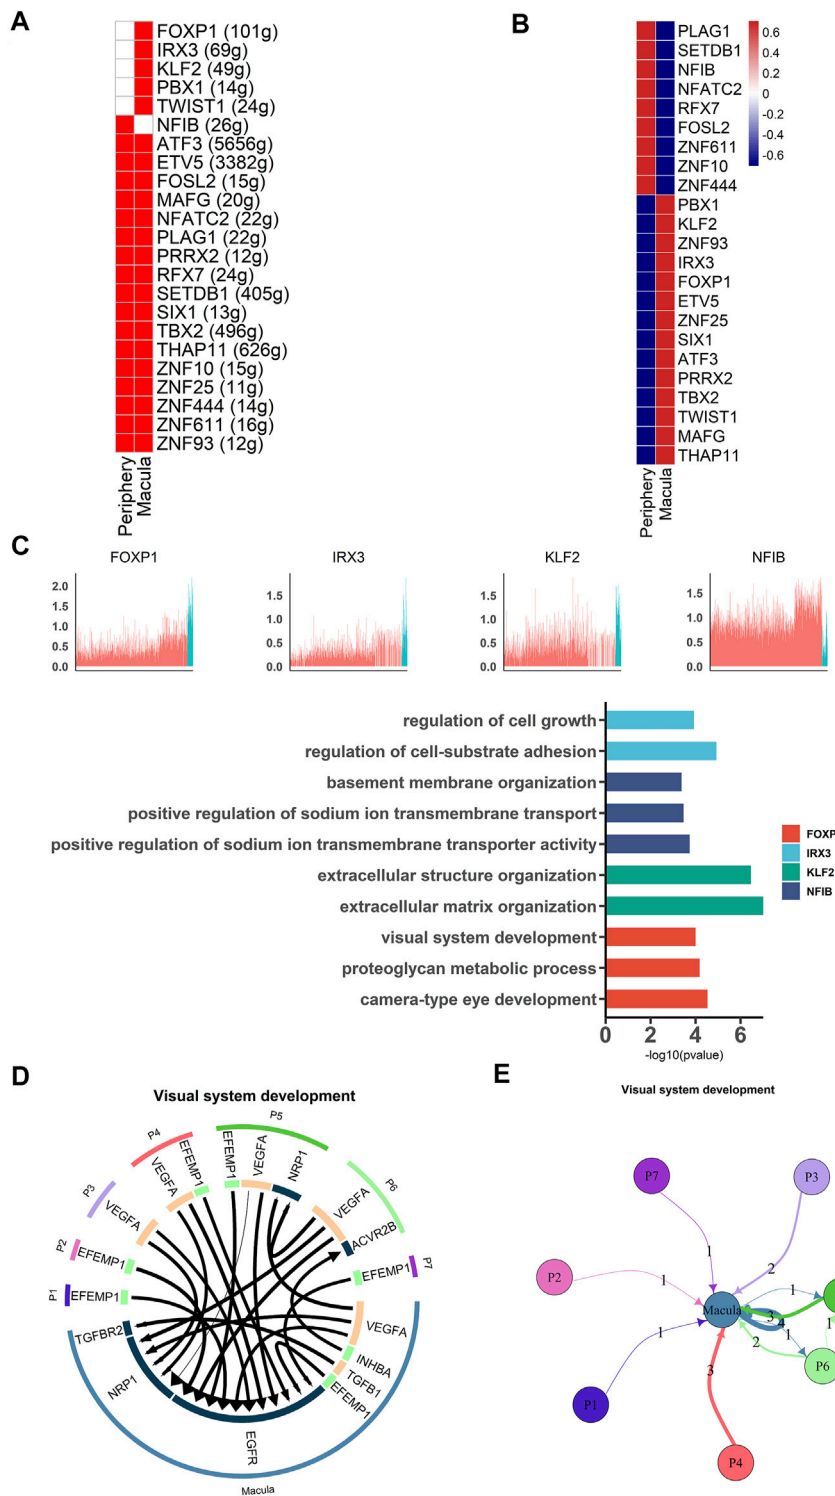 A
FOXP1 (101g)
IRX3 (69g)
KLF2 (49g)
PBX1 (14g)
TWIST1 (24g)
NFIB (26g)
ATF3 (5656g)
ETV5 (3382g)
FOSL2 (15g)
MAFG (20g)
NFATC2 (22g)
PLAG1 (22g)
PRRX2 (12g)
RFX7 (24g)
SETDB1 (405g)
SIX1 (13g)
TBX2 (496g)
THAP11 (626g)
ZNF10 (15g)
ZNF25 (11g)
ZNF444 (14g)
ZNF611 (16g)
ZNF93 (12g)
Periphery
Macula
B
PLAG1
SETDB1
NFIB
NFATC2
RFX7
FOSL2
ZNF611
ZNF10
ZNF444
PBX1
KLF2
ZNF93
IRX3
FOXP1
ETV5
ZNF25
SIX1
ATF3
PRRX2
TBX2
TWIST1
MAFG
THAP11
Periphery
Macula
0.6
0.4
0.2
0
-0.2
-0.4
-0.6
C
FOXP1
2.0
1.5
1.0
0.5
0.0
IRX3
1.5
1.0
0.5
0.0
KLF2
1.5
1.0
0.5
0.0
NFIB
1.5
1.0
0.5
0.0
regulation of cell growth
regulation of cell-substrate adhesion
basement membrane organization
positive regulation of sodium ion transmembrane transport
positive regulation of sodium ion transmembrane transporter activity
extracellular structure organization
extracellular matrix organization
visual system development
proteoglycan metabolic process
camera-type eye development
0 2 4 6
-log10(pvalue)
FOXP
IRX3
KLF2
NFIB
D
Visual system development
P5
EFEMP1
VEGFA
NRP1
P4
VEGFA
EFEMP1
P6
VEGFA
ACVR2B
P3
VEGFA
P2
EFEMP1
P7
EFEMP1
P1
EFEMP1
TGFBR2
NRP1
EGFR
VEGFA
INHBA
TGFB1
EFEMP1
Macula
E
Visual system development
P7
P3
P2
Macula
P6
P1
P4
1
2
1
1
3
4
1
1
2
1
3